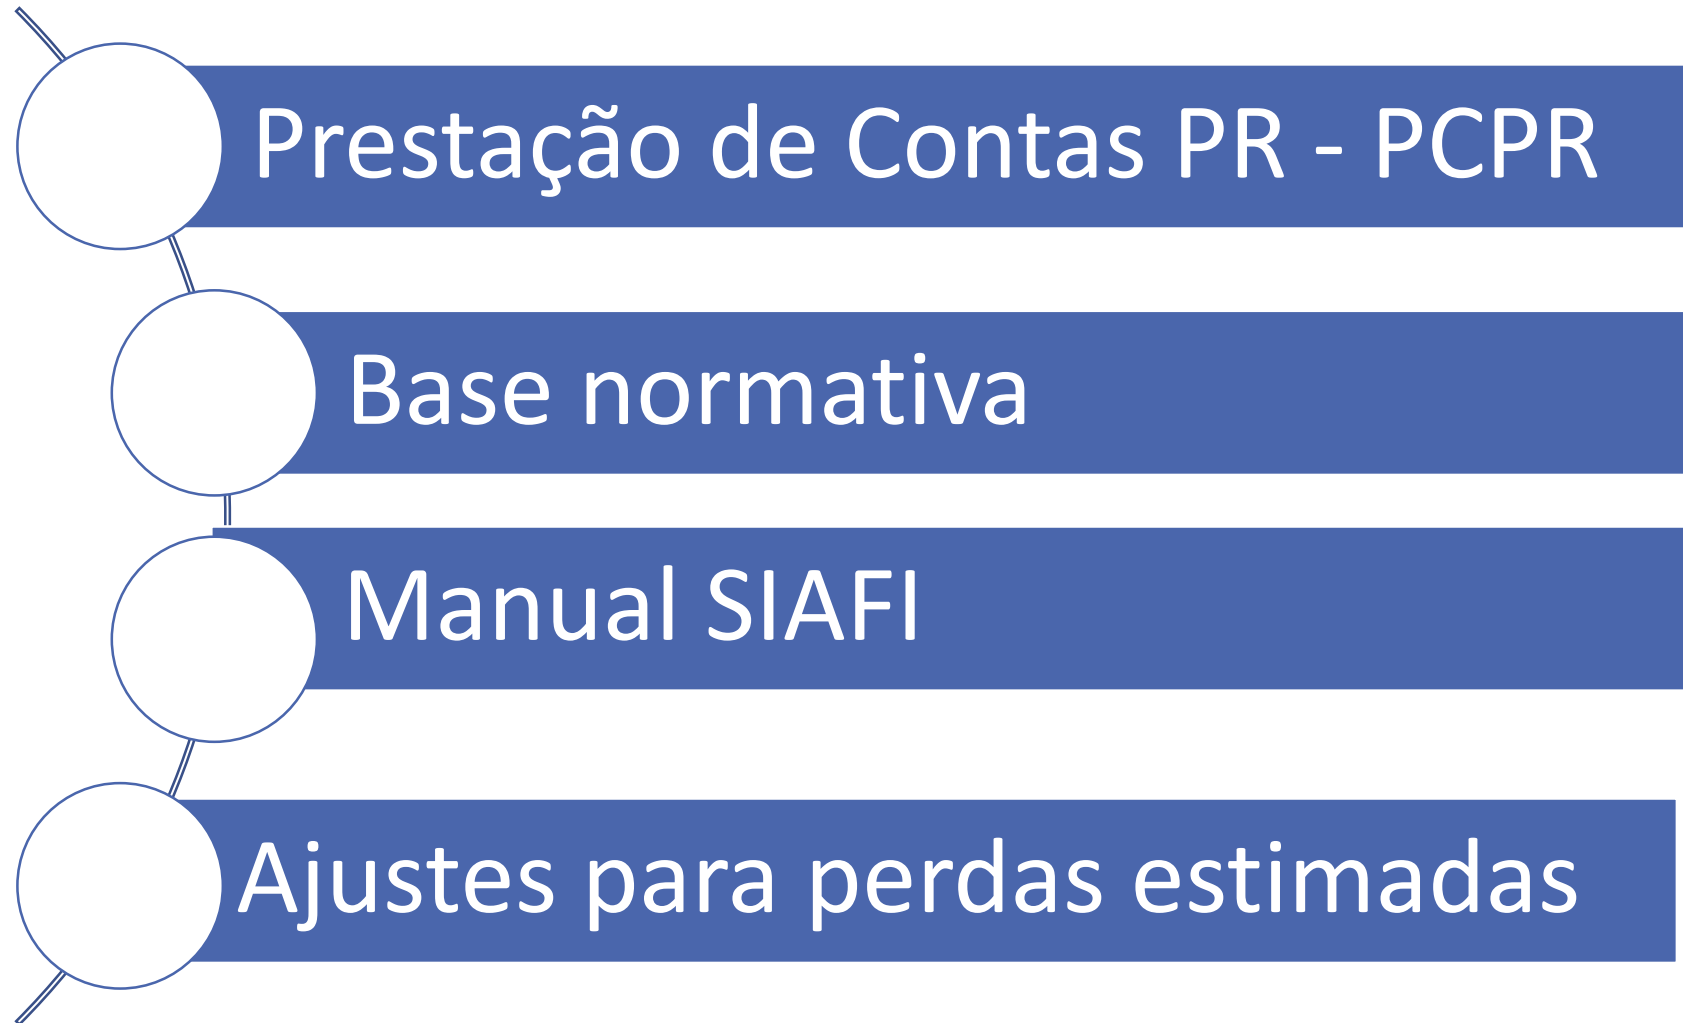 Prestação de Contas PR - PCPR
Base normativa
Manual SIAFI
Ajustes para perdas estimadas